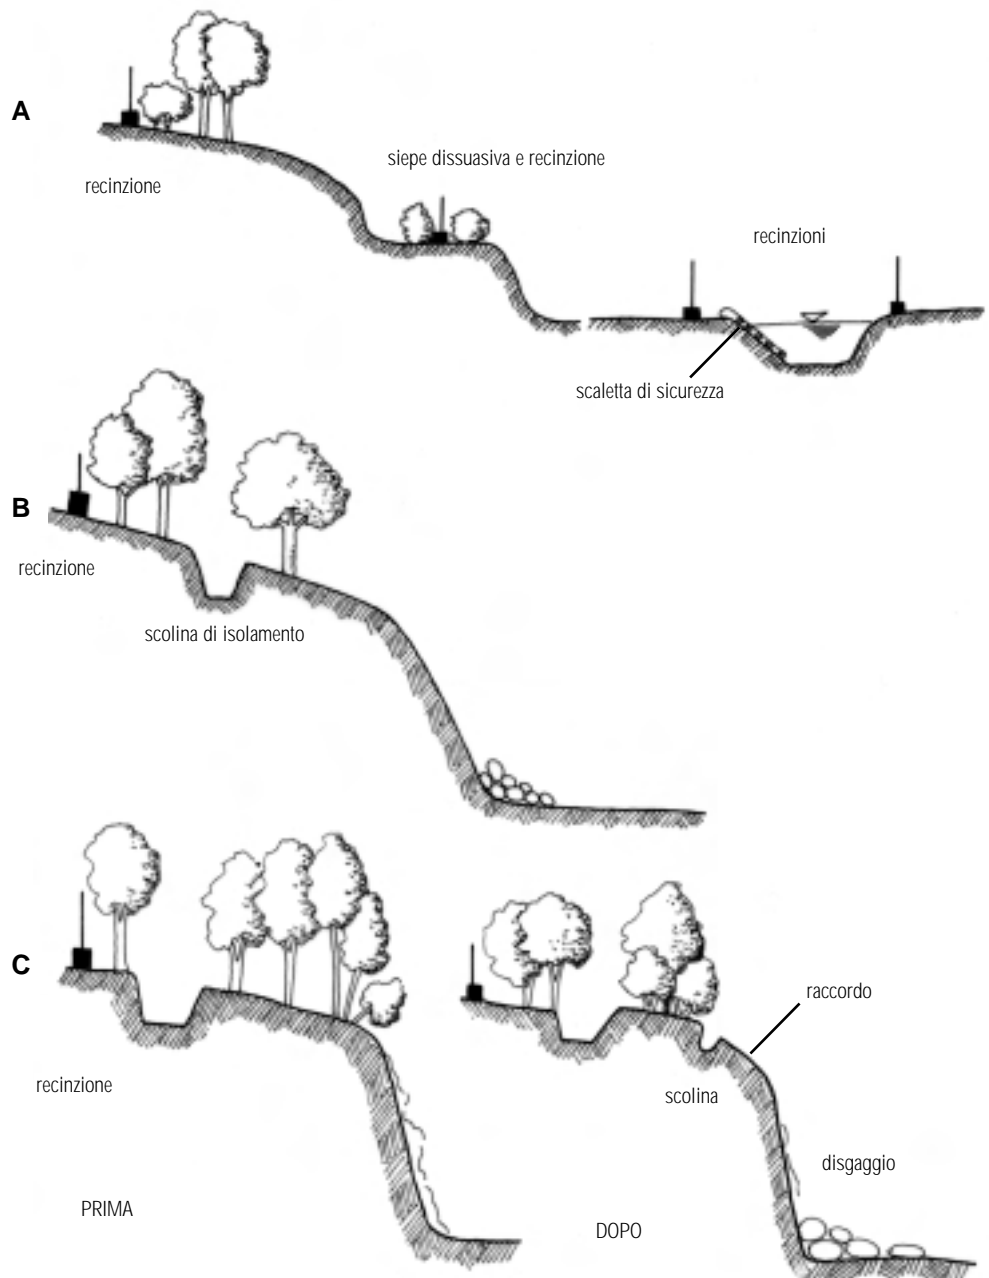 A
recinzione
siepe dissuasiva e recinzione
recinzioni
scaletta di sicurezza
B
recinzione
scolina di isolamento
C
recinzione
PRIMA
raccordo
scolina
disgaggio
DOPO